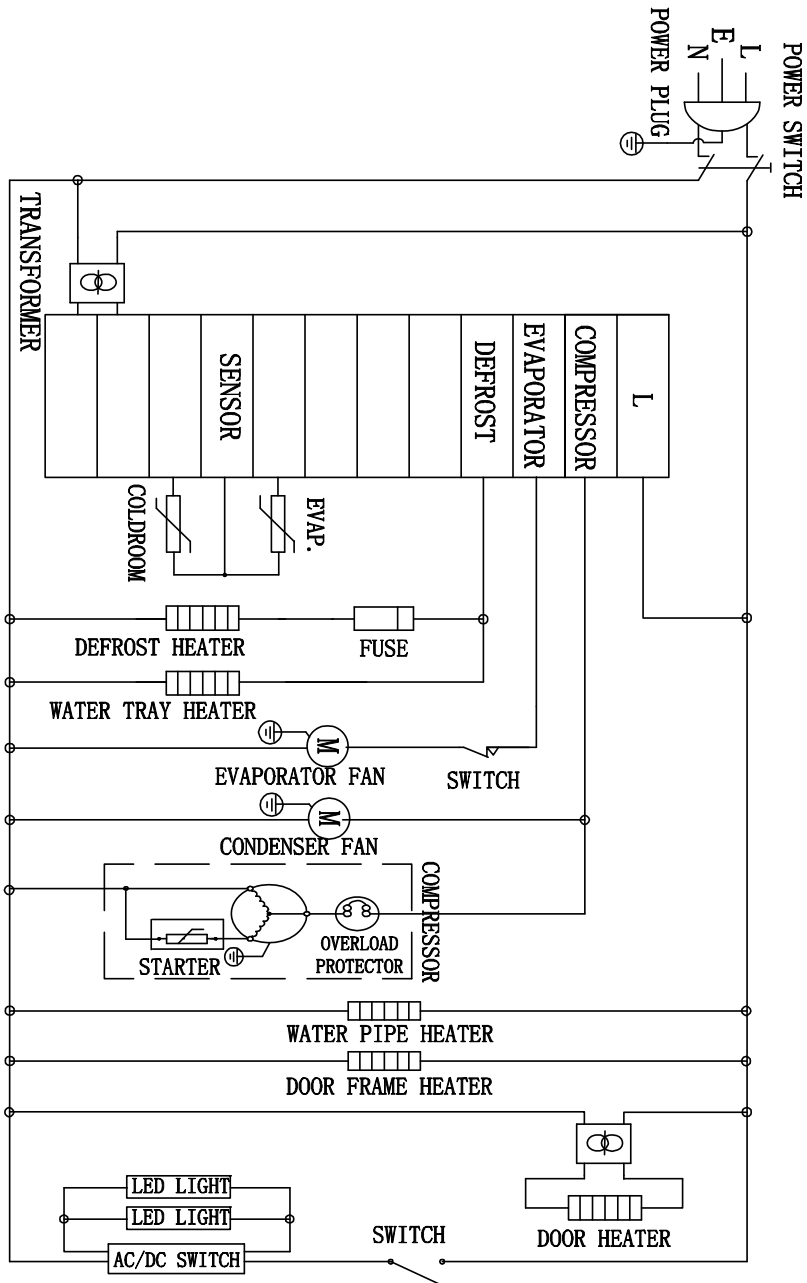 POWER SWITCH
L
E
N
POWER PLUG
TRANSFORMER
SENSOR
DEFROST
EVAPORATOR
COMPRESSOR
L
COLDROOM
EVAP.
DEFROST HEATER
FUSE
WATER TRAY HEATER
M
EVAPORATOR FAN
SWITCH
M
CONDENSER FAN
COMPRESSOR
OVERLOAD
PROTECTOR
STARTER
WATER PIPE HEATER
DOOR FRAME HEATER
DOOR HEATER
LED LIGHT
LED LIGHT
AC/DC SWITCH
SWITCH